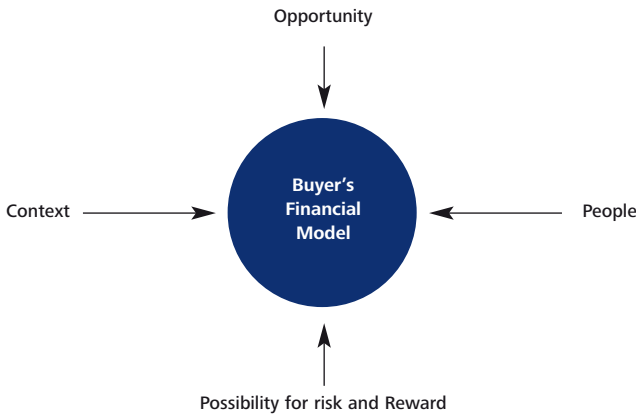 Opportunity
Buyer’s
Financial
Model
Context
People
Possibility for risk and Reward